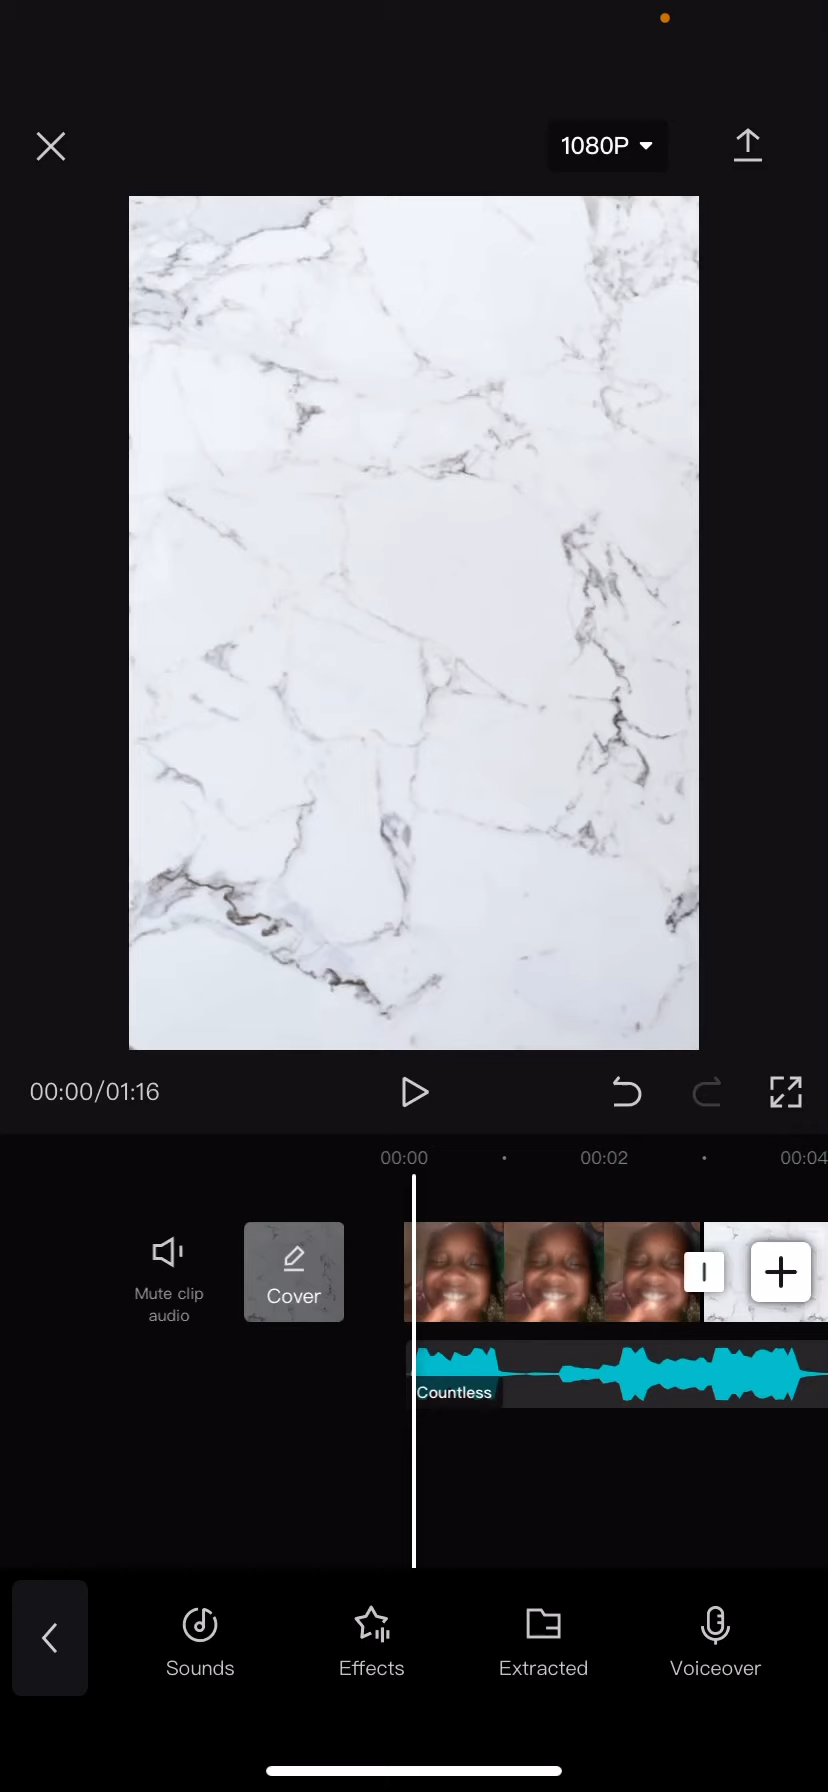 1080P
00:00/01:16
00:00
00:02
00:04
Mute clip
audio
Cover
Countless
Sounds
Effects
Extracted
Voiceover